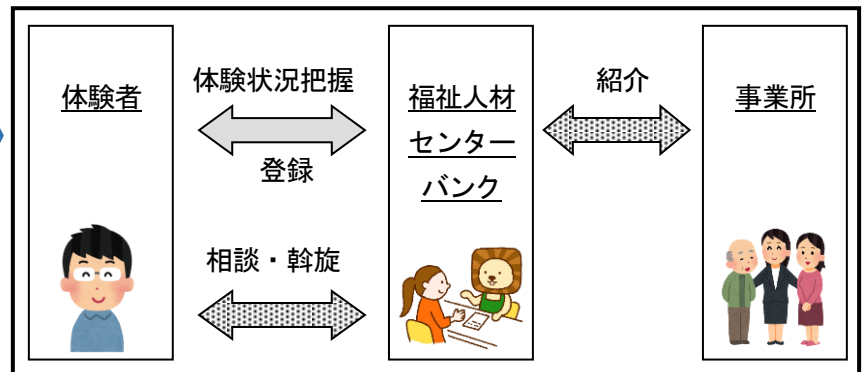 体験者
体験状況把握
登録
相談・斡旋
福祉人材
センター
バンク
紹介
事業所